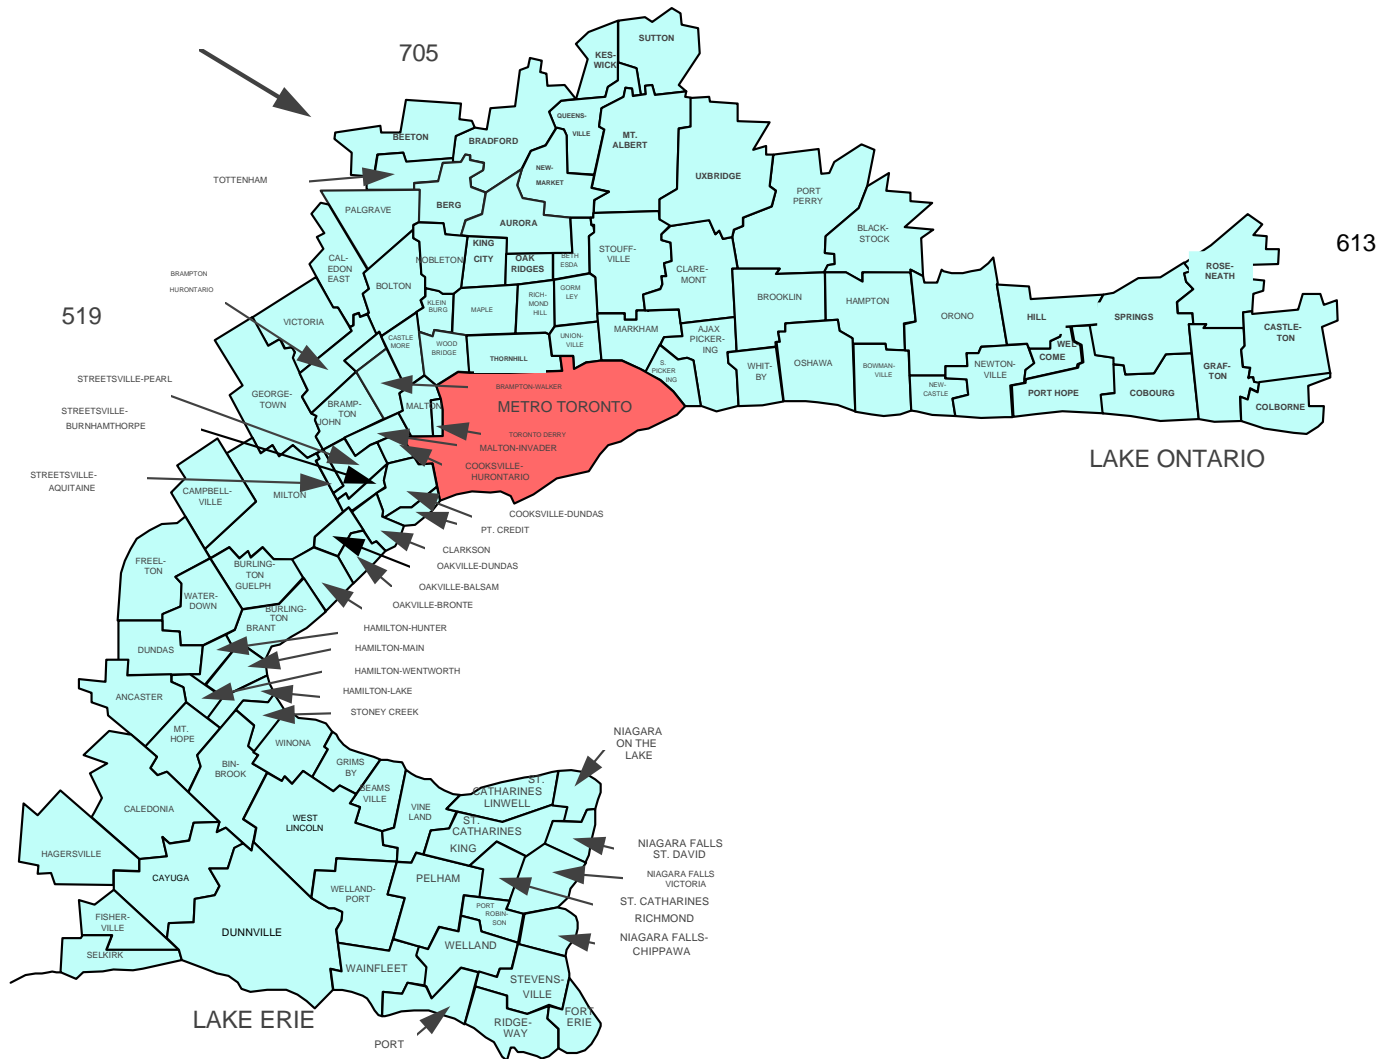 705
SUTTON
KES-
WICK
QUEENS-
VILLE
BEETON
BRADFORD
MT.
ALBERT
TOTTENHAM
NEW-
MARKET
UXBRIDGE
PORT
PERRY
PALGRAVE
BERG
AURORA
BLACK-
STOCK
613
KING
CITY
NOBLETON
OAK
RIDGES
BETH
ESDA
STOUFF-
VILLE
CLARE-
MONT
ROSE-
NEATH
CAL-
EDON
EAST
BRAMPTON
HURONTARIO
BOLTON
519
KLEIN
BURG
MAPLE
RICH-
MOND
HILL
GORM
LEY
BROOKLIN
HAMPTON
ORONO
HILL
SPRINGS
CASTLE-
TON
VICTORIA
CASTLE
MORE
WOOD
BRIDGE
THORNHILL
UNION-
VILLE
MARKHAM
AJAX
PICKER-
ING
S.
PICKER
ING
WHIT-
BY
OSHAWA
BOWMAN-
VILLE
NEW-
CASTLE
NEWTON-
VILLE
WEL
COME
PORT HOPE
COBOURG
GRAF-
TON
COLBORNE
STREETSVILLE-PEARL
GEORGE-
TOWN
BRAMP-
TON
JOHN
MALTON
BRAMPTON-WALKER
METRO TORONTO
STREETSVILLE-
BURNHAMTHORPE
TORONTO DERRY
MALTON-INVADER
COOKSVILLE-
HURONTARIO
LAKE ONTARIO
STREETSVILLE-
AQUITAINE
CAMPBELL-
VILLE
MILTON
COOKSVILLE-DUNDAS
PT. CREDIT
CLARKSON
OAKVILLE-DUNDAS
OAKVILLE-BALSAM
OAKVILLE-BRONTE
FREEL-
TON
BURLING-
TON
GUELPH
WATER-
DOWN
BURLING-
TON
BRANT
HAMILTON-HUNTER
HAMILTON-MAIN
HAMILTON-WENTWORTH
HAMILTON-LAKE
STONEY CREEK
DUNDAS
ANCASTER
MT.
HOPE
BIN-
BROOK
WINONA
GRIMS
BY
BEAMS
VILLE
VINE
LAND
ST.
CATHARINES
LINWELL
NIAGARA
ON THE
LAKE
CALEDONIA
WEST
LINCOLN
ST.
CATHARINES
KING
NIAGARA FALLS
ST. DAVID
HAGERSVILLE
CAYUGA
WELLAND-
PORT
PELHAM
NIAGARA FALLS
VICTORIA
ST. CATHARINES
RICHMOND
PORT
ROBIN-
SON
NIAGARA FALLS-
CHIPPAWA
FISHER-
VILLE
SELKIRK
DUNNVILLE
WELLAND
WAINFLEET
STEVENS-
VILLE
FORT
ERIE
RIDGE-
WAY
LAKE ERIE
PORT